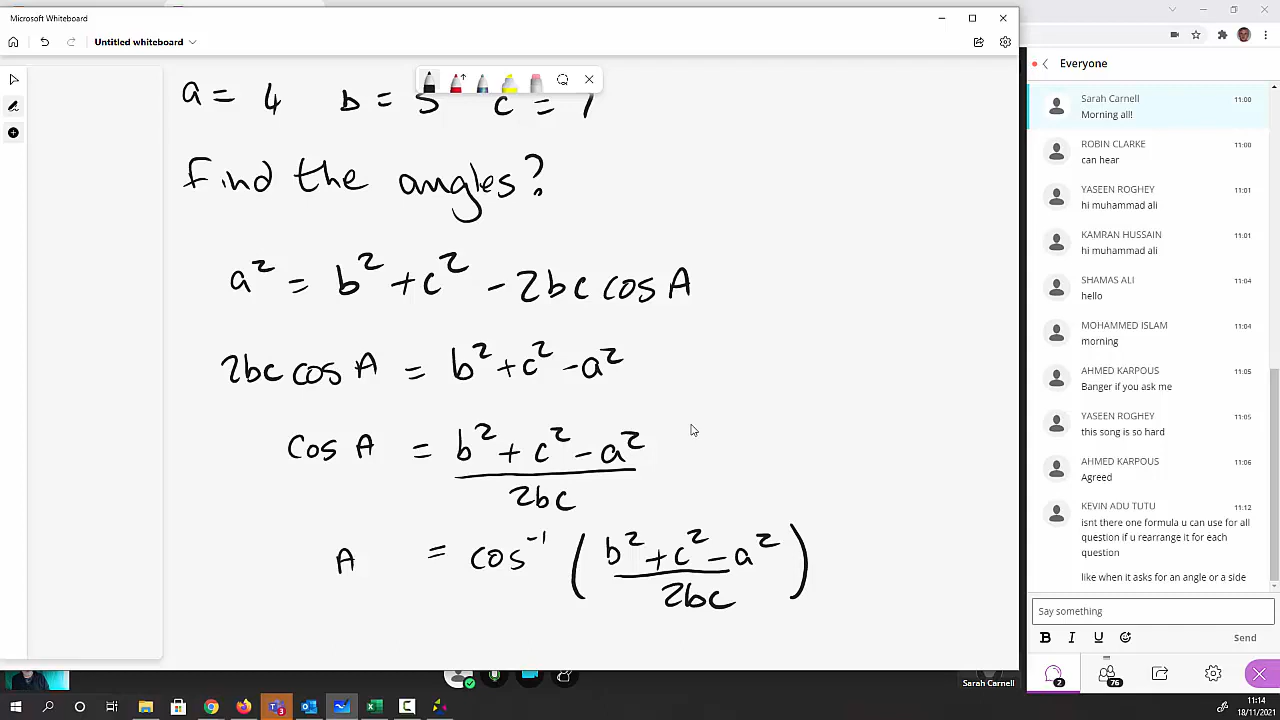 Microsoft Whiteboard
Untitled whiteboard
a = 4 b = 5 c = 7
Find the angles?
a² = b² + c² - 2bc cos A
2bc cos A = b² + c² - a²
cos A = b² + c² - a²
2bc
A = cos⁻¹ ( b² + c² - a² )
2bc
Everyone
Sarah Carnell 11:00
Morning all!
ROBIN CLARKE 11:00
can hear
YASEEN ROGHEY 11:01
hi muhammad ali
KAMRAN HUSSAIN 11:01
hi muhammad ali
SHAMAS ALI 11:04
hello
MOHAMMED ISLAM 11:04
morning
AHMED KARPOUS 11:05
Banger if you ask me
YASEEN ROGHEY 11:05
this song is so hard
AHMED KARPOUS 11:06
Agreed
KEVIN ADU TUTU 11:12
isnt there one formula u can use for all
question if u rearrange it for each
question
like when it asks for an angle or a side
Say something
B I U Send
2 76
Sarah Carnell
3
11:14
18/11/2021